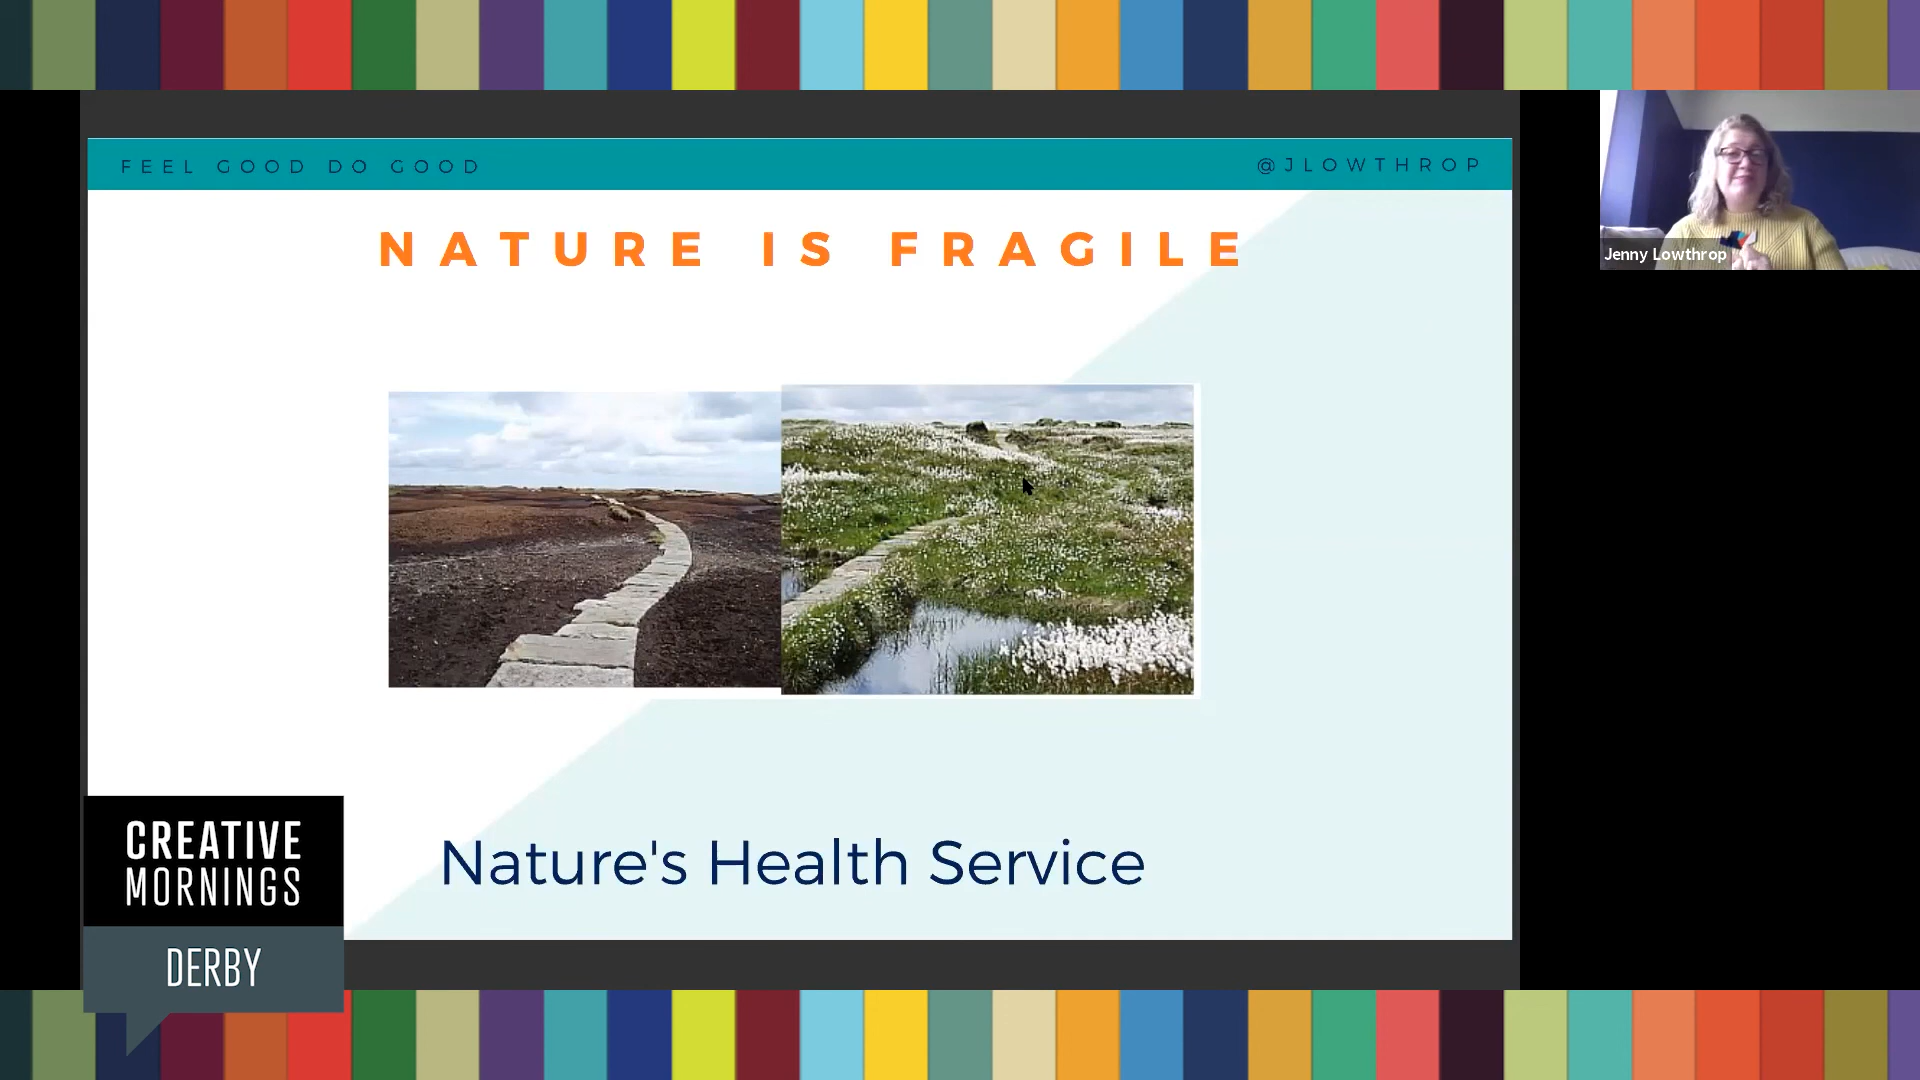 FEEL GOOD DO GOOD
@JLOWTHROP
NATURE IS FRAGILE
Jenny Lowthrop
Nature's Health Service
CREATIVE
MORNINGS
DERBY